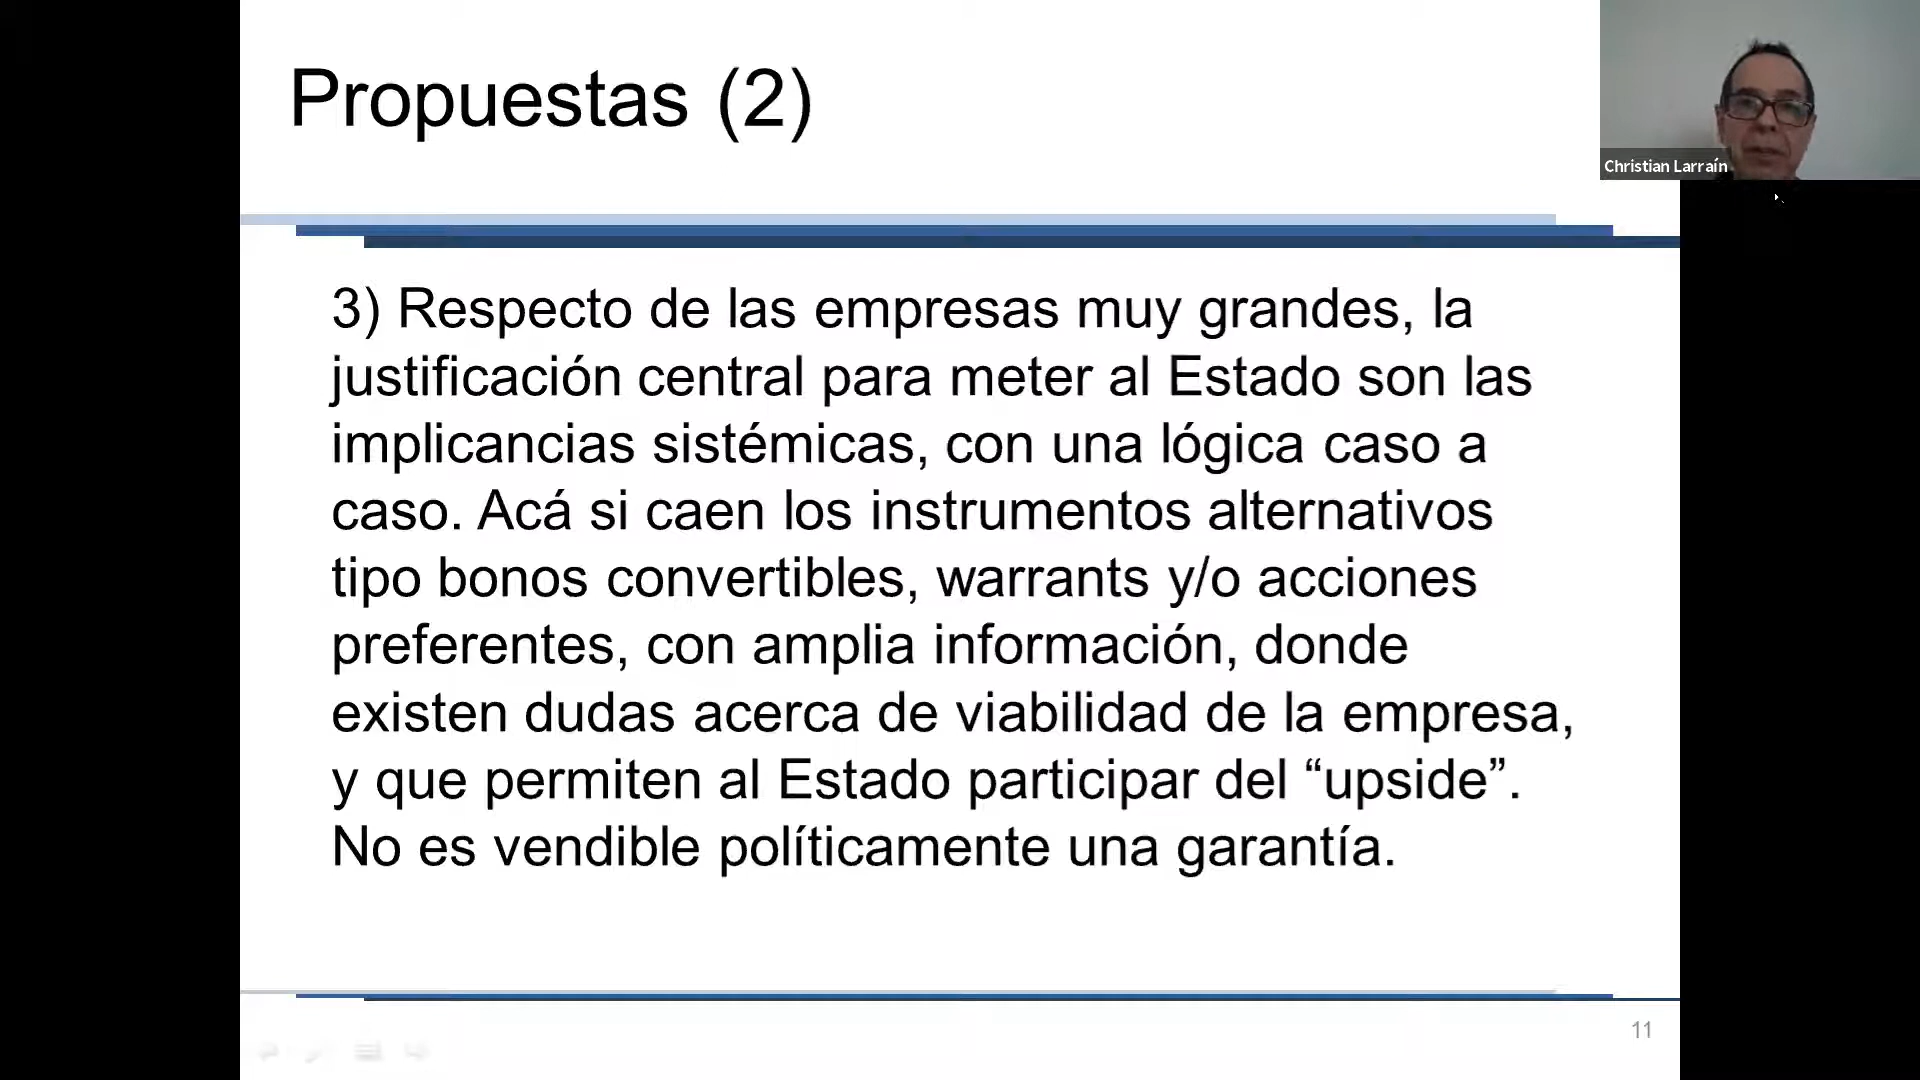 Propuestas (2)
Christian Larraín
3) Respecto de las empresas muy grandes, la
justificación central para meter al Estado son las
implicancias sistémicas, con una lógica caso a
caso. Acá si caen los instrumentos alternativos
tipo bonos convertibles, warrants y/o acciones
preferentes, con amplia información, donde
existen dudas acerca de viabilidad de la empresa,
y que permiten al Estado participar del “upside”.
No es vendible políticamente una garantía.
11